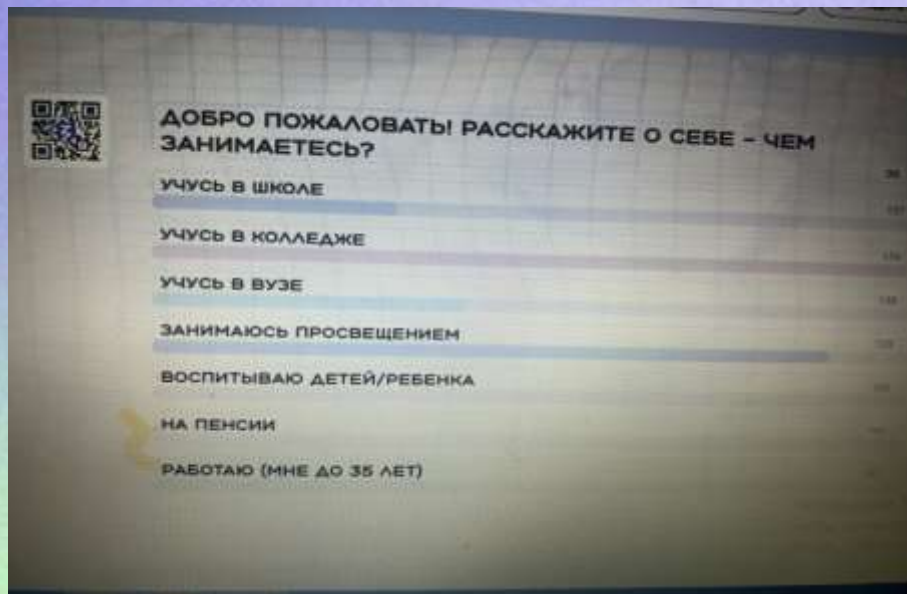 ДОБРО ПОЖАЛОВАТЬ! РАССКАЖИТЕ О СЕБЕ – ЧЕМ
ЗАНИМАЕТЕСЬ?
УЧУСЬ В ШКОЛЕ
УЧУСЬ В КОЛЛЕДЖЕ
УЧУСЬ В ВУЗЕ
ЗАНИМАЮСЬ ПРОСВЕЩЕНИЕМ
ВОСПИТЫВАЮ ДЕТЕЙ/РЕБЕНКА
НА ПЕНСИИ
РАБОТАЮ (МНЕ ДО 35 ЛЕТ)